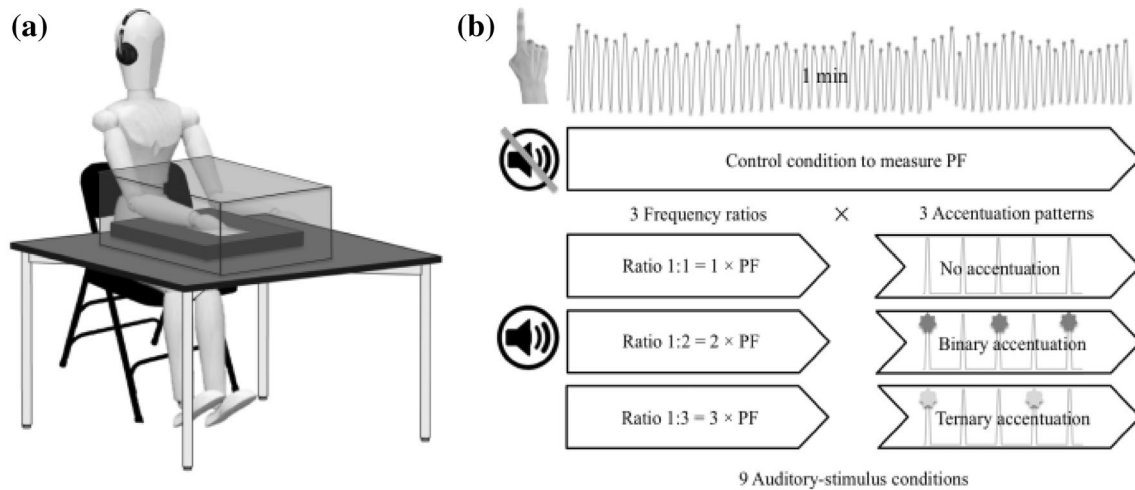 (a)
(b)
1 min
Control condition to measure PF
3 Frequency ratios × 3 Accentuation patterns
Ratio 1:1 = 1 × PF
No accentuation
Ratio 1:2 = 2 × PF
Binary accentuation
Ratio 1:3 = 3 × PF
Ternary accentuation
9 Auditory-stimulus conditions